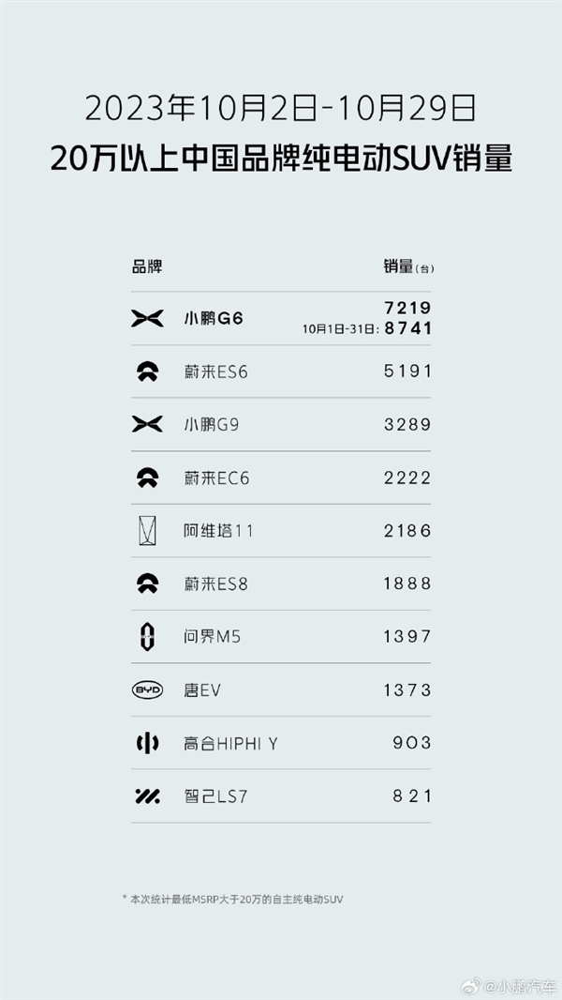 2023年10月2日-10月29日
20万以上中国品牌纯电动SUV销量
品牌 销量(台)
小鹏G6 7219
10月1日-31日: 8741
蔚来ES6 5191
小鹏G9 3289
蔚来EC6 2222
阿维塔11 2186
蔚来ES8 1888
问界M5 1397
BYD 唐EV 1373
高合HIPHI Y 903
智己LS7 821
* 本次统计最低MSRP大于20万的自主纯电动SUV
@小鹏汽车